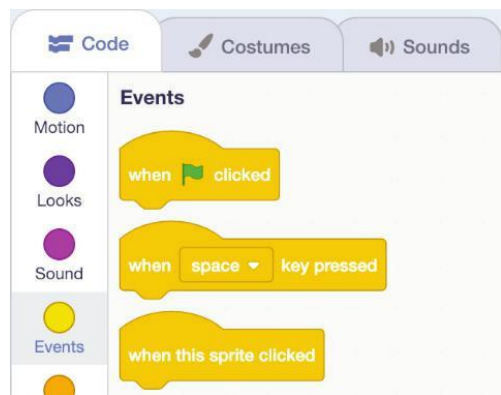 Code Costumes Sounds
Events
Motion
when clicked
Looks
when space key pressed
Sound
Events
when this sprite clicked